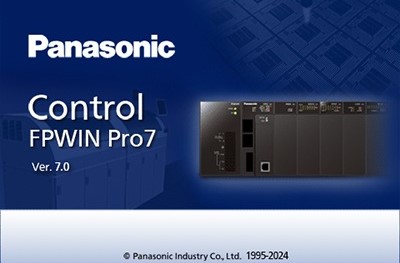 Panasonic
Control
FPWIN Pro7
Ver. 7.0
© Panasonic Industry Co., Ltd. 1995-2024